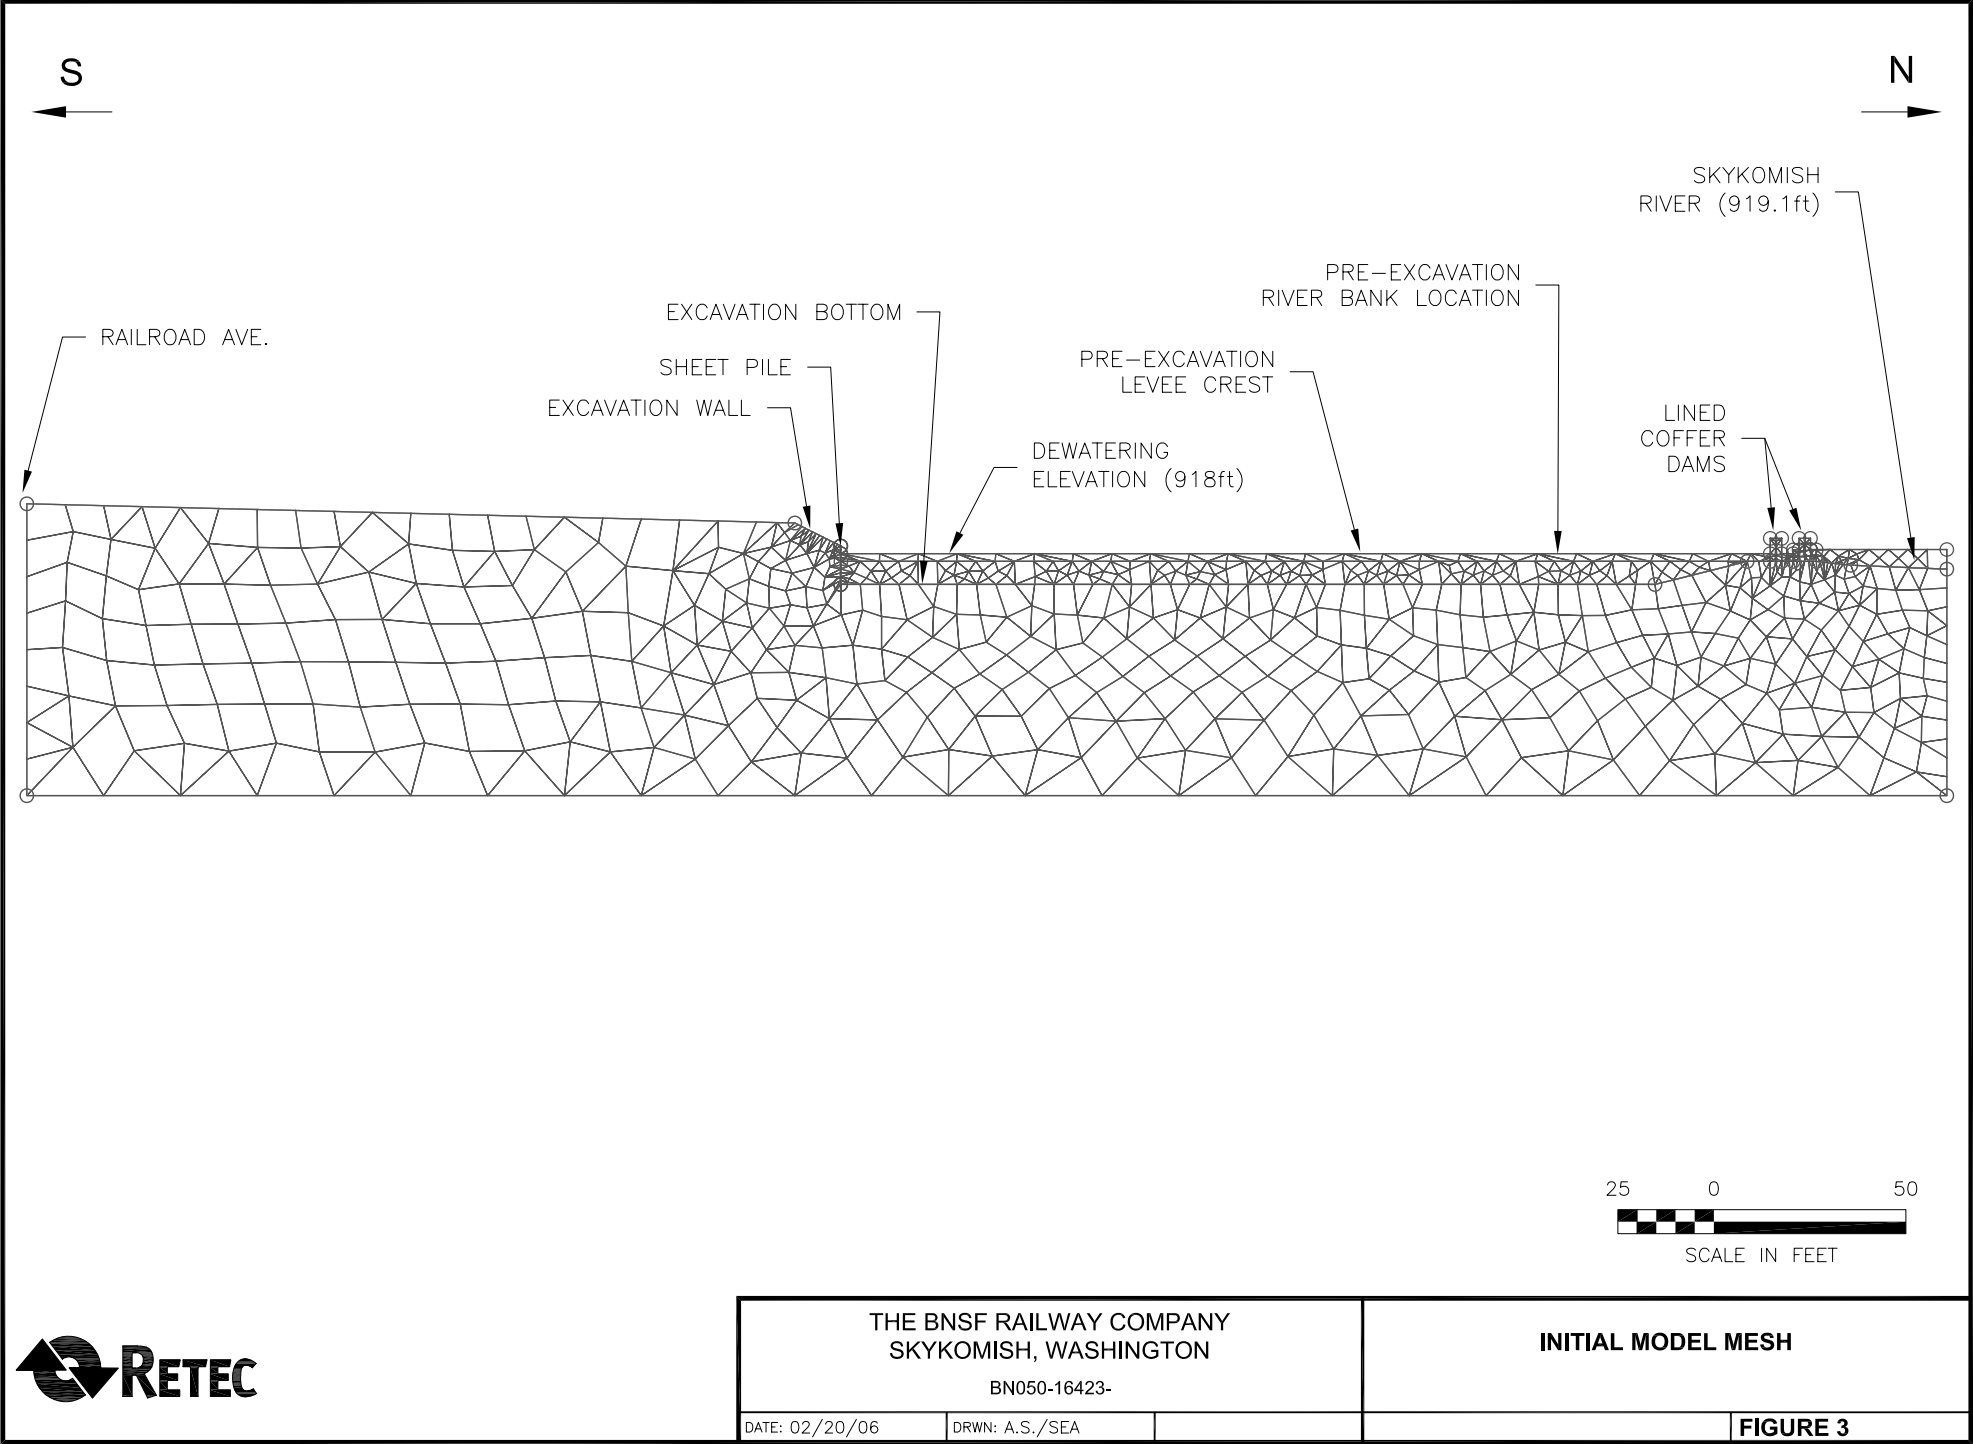 S
N
SKYKOMISH
RIVER (919.1ft)
PRE–EXCAVATION
RIVER BANK LOCATION
EXCAVATION BOTTOM
RAILROAD AVE.
SHEET PILE
PRE–EXCAVATION
LEVEE CREST
EXCAVATION WALL
LINED
COFFER
DAMS
DEWATERING
ELEVATION (918ft)
25 0 50
SCALE IN FEET
RETEC
THE BNSF RAILWAY COMPANY
SKYKOMISH, WASHINGTON
BN050-16423-
INITIAL MODEL MESH
DATE: 02/20/06
DRWN: A.S./SEA
FIGURE 3